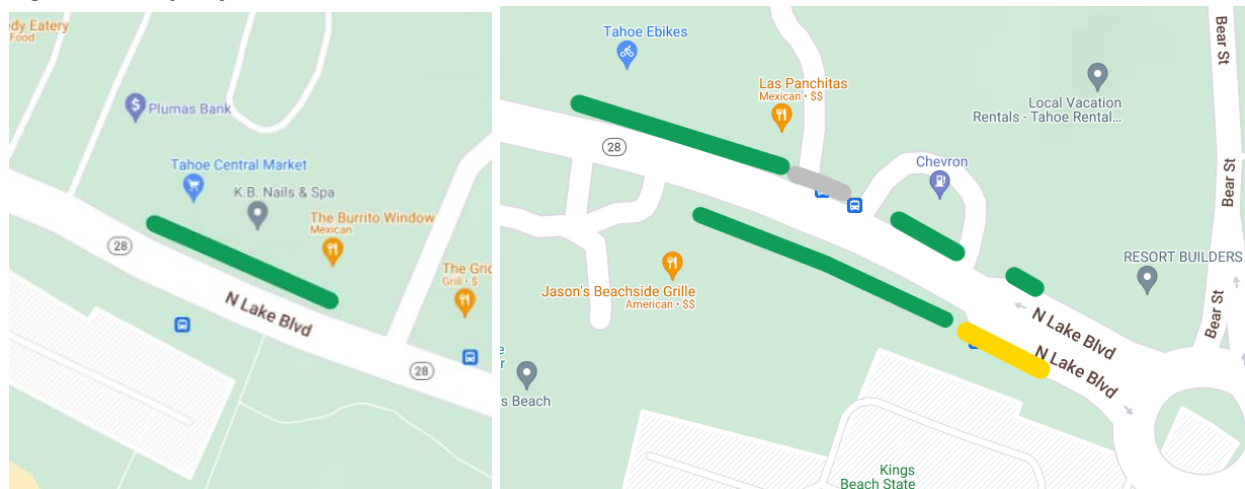 Eatery
Food
Plumas Bank
Tahoe Central Market
K.B. Nails & Spa
The Burrito Window
Mexican
28
The
Grill • $
N Lake Blvd
28
Tahoe Ebikes
Las Panchitas
Mexican • $$
28
Bear St
Local Vacation
Rentals - Tahoe Rental...
Chevron
Bear St
Jason's Beachside Grille
American • $$
RESORT BUILDERS
N Lake Blvd
N Lake Blvd
Bear St
s Beach
Kings
Beach State